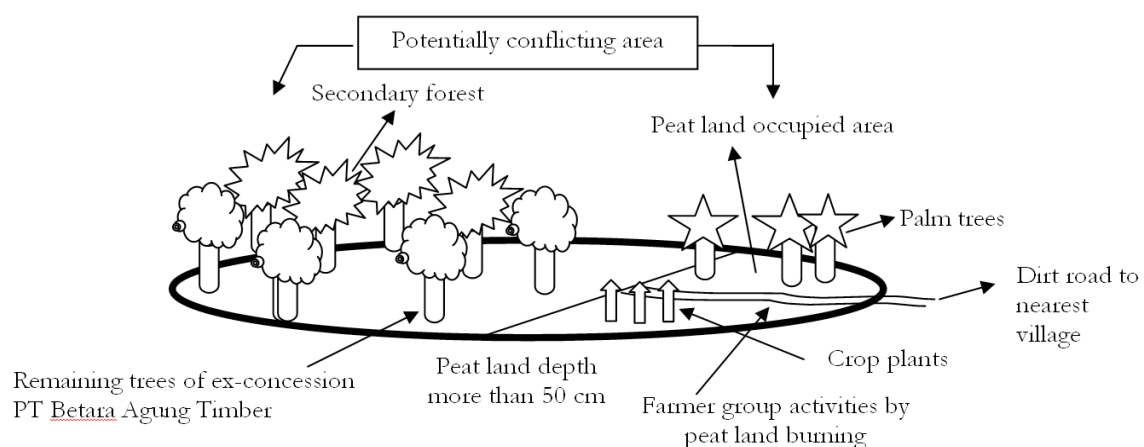 Potentially conflicting area
Secondary forest
Peat land occupied area
Palm trees
Dirt road to
nearest
village
Crop plants
Farmer group activities by
peat land burning
Peat land depth
more than 50 cm
Remaining trees of ex-concession
PT Betara Agung Timber